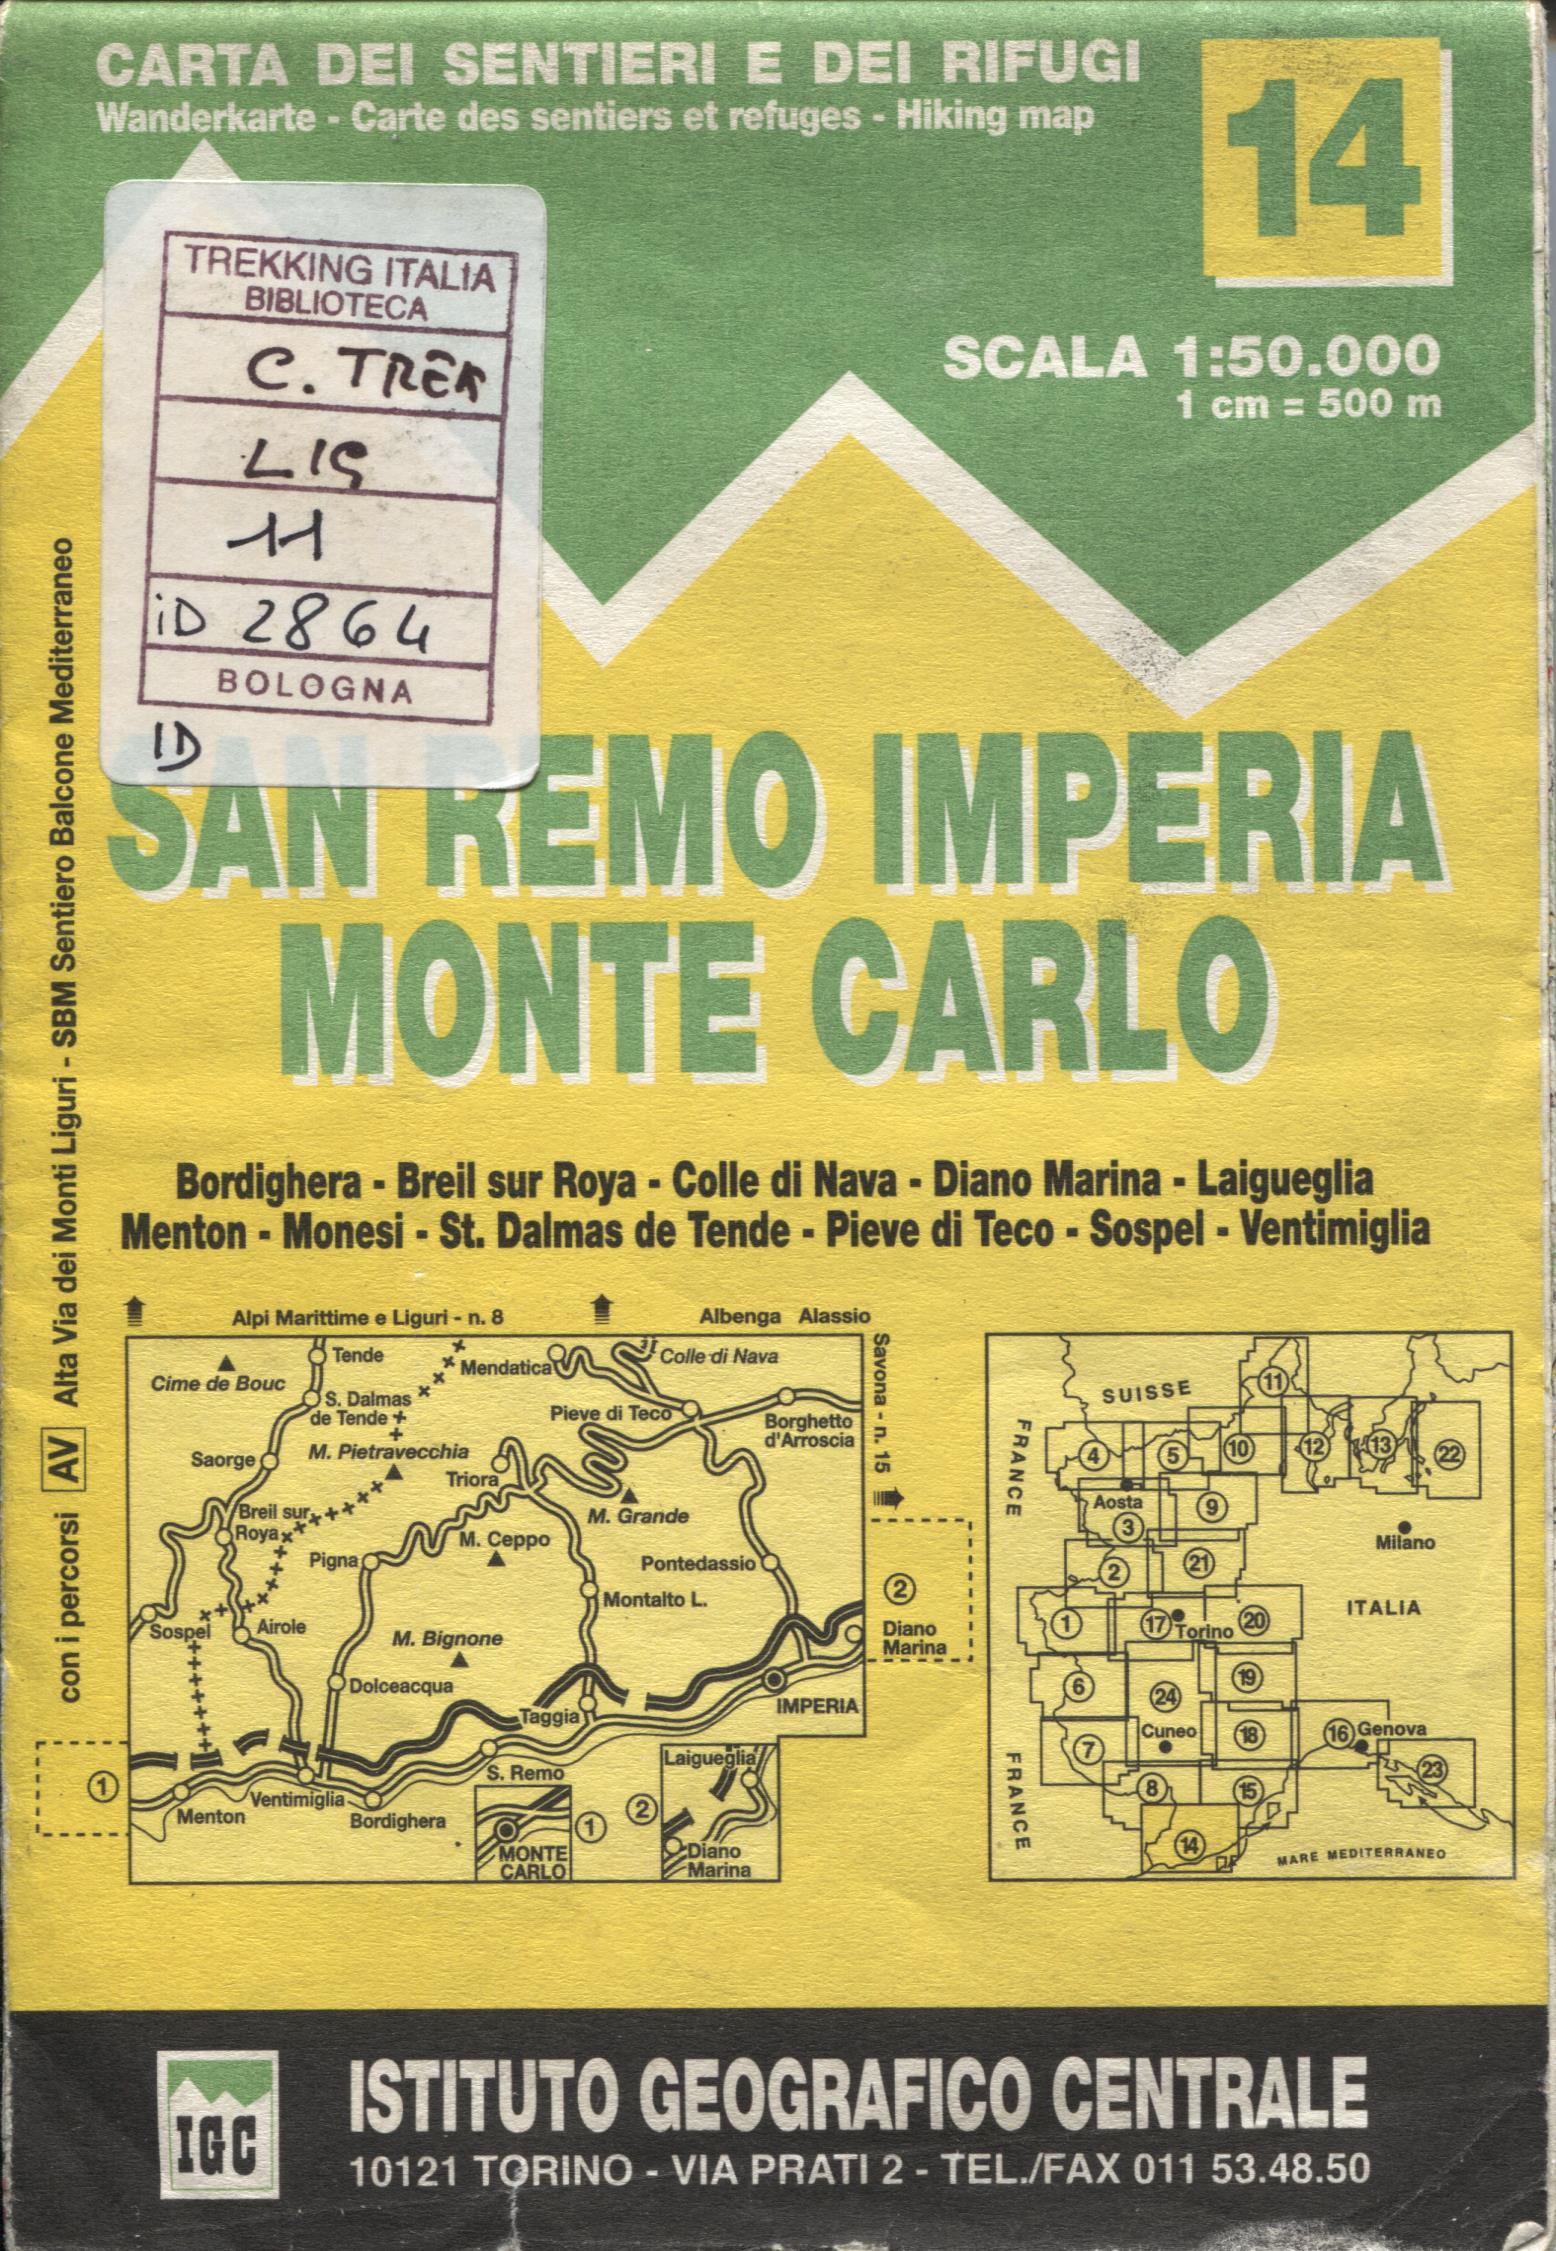 CARTA DEI SENTIERI E DEI RIFUGI
Wanderkarte - Carte des sentiers et refuges - Hiking map
14
TREKKING ITALIA
BIBLIOTECA
C. TREK
LIG
11
iD 2864
BOLOGNA
ID
SCALA 1:50.000
1 cm = 500 m
con i percorsi AV Alta Via dei Monti Liguri - SBM Sentiero Balcone Mediterraneo
SAN REMO IMPERIA
MONTE CARLO
Bordighera - Breil sur Roya - Colle di Nava - Diano Marina - Laigueglia
Menton - Monesi - St. Dalmas de Tende - Pieve di Teco - Sospel - Ventimiglia
Alpi Marittime e Liguri - n. 8
Albenga Alassio
Savona - n. 15
Tende
Cime de Bouc
Mendatica
Colle di Nava
S. Dalmas
de Tende
Pieve di Teco
Borghetto
d'Arroscia
Saorge
M. Pietravecchia
Triora
M. Grande
Breil sur
Roya
M. Ceppo
Pigna
Pontedassio
Montalto L.
Sospel
Airole
M. Bignone
2
Diano
Marina
Dolceacqua
Taggia
IMPERIA
1
Menton
Ventimiglia
Bordighera
S. Remo
MONTE
CARLO
1
2
Laigueglia
Diano
Marina
SUISSE
FRANCE
11
4
5
10
12
13
22
Aosta
3
9
Milano
2
21
1
17
Torino
20
ITALIA
6
24
19
Cuneo
7
18
16
Genova
23
FRANCE
8
15
14
MARE MEDITERRANEO
IGC
ISTITUTO GEOGRAFICO CENTRALE
10121 TORINO - VIA PRATI 2 - TEL./FAX 011 53.48.50